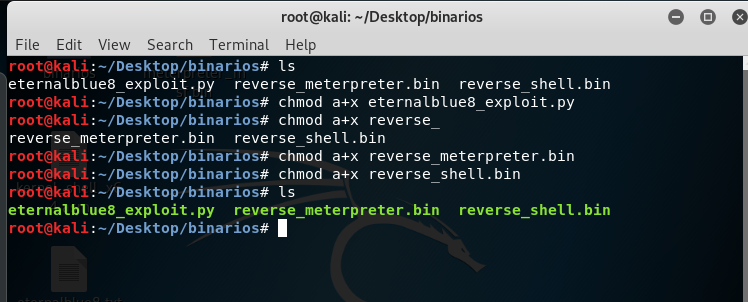 root@kali: ~/Desktop/binarios
File Edit View Search Terminal Help
root@kali:~/Desktop/binarios# ls
eternalblue8_exploit.py reverse_meterpreter.bin reverse_shell.bin
root@kali:~/Desktop/binarios# chmod a+x eternalblue8_exploit.py
root@kali:~/Desktop/binarios# chmod a+x reverse_
reverse_meterpreter.bin reverse_shell.bin
root@kali:~/Desktop/binarios# chmod a+x reverse_meterpreter.bin
root@kali:~/Desktop/binarios# chmod a+x reverse_shell.bin
root@kali:~/Desktop/binarios# ls
eternalblue8_exploit.py reverse_meterpreter.bin reverse_shell.bin
root@kali:~/Desktop/binarios#
eternalblue8.txt